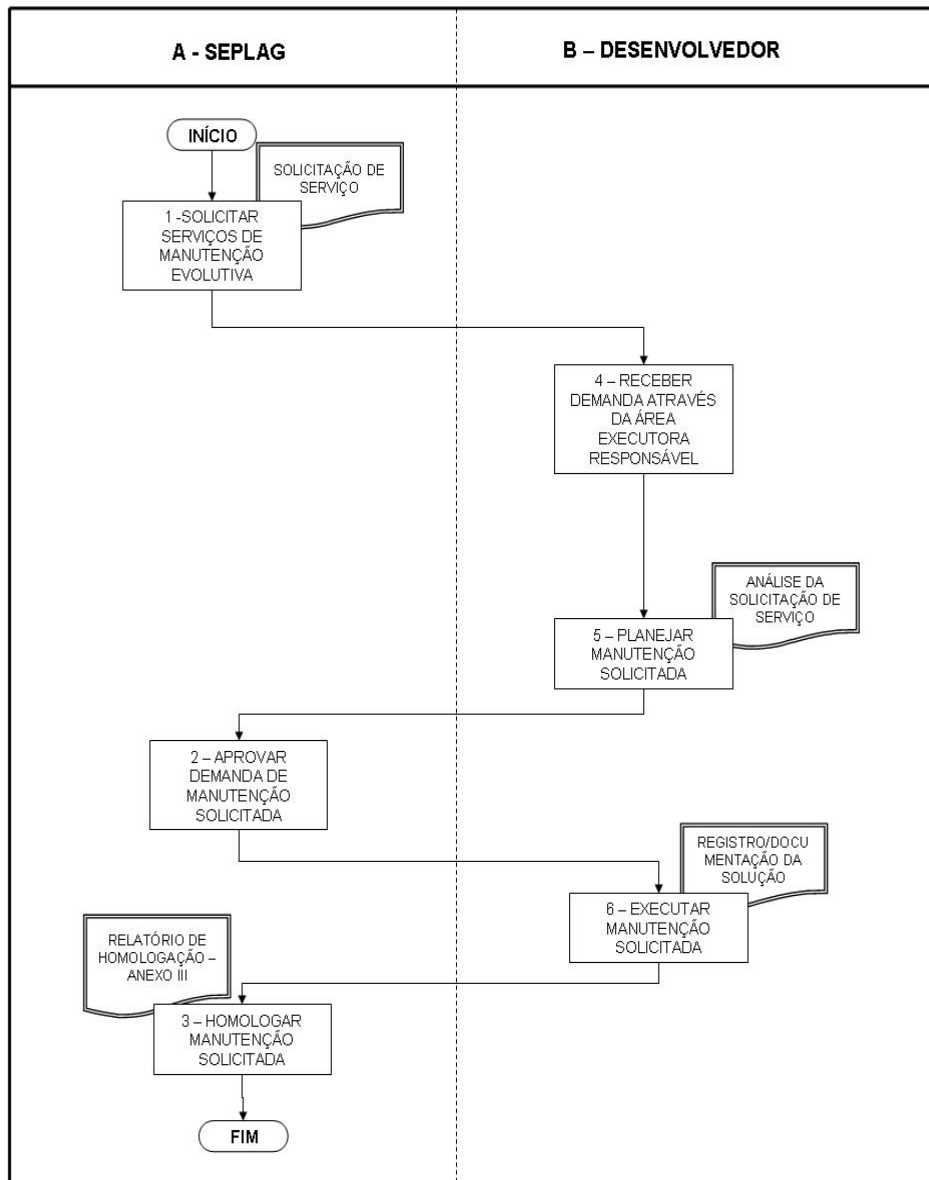 A - SEPLAG
B – DESENVOLVEDOR
INÍCIO
SOLICITAÇÃO DE
SERVIÇO
1 -SOLICITAR
SERVIÇOS DE
MANUTENÇÃO
EVOLUTIVA
4 – RECEBER
DEMANDA ATRAVÉS
DA ÁREA
EXECUTORA
RESPONSÁVEL
ANÁLISE DA
SOLICITAÇÃO DE
SERVIÇO
5 – PLANEJAR
MANUTENÇÃO
SOLICITADA
2 – APROVAR
DEMANDA DE
MANUTENÇÃO
SOLICITADA
REGISTRO/DOCU
MENTAÇÃO DA
SOLUÇÃO
6 – EXECUTAR
MANUTENÇÃO
SOLICITADA
RELATÓRIO DE
HOMOLOGAÇÃO –
ANEXO III
3 – HOMOLOGAR
MANUTENÇÃO
SOLICITADA
FIM